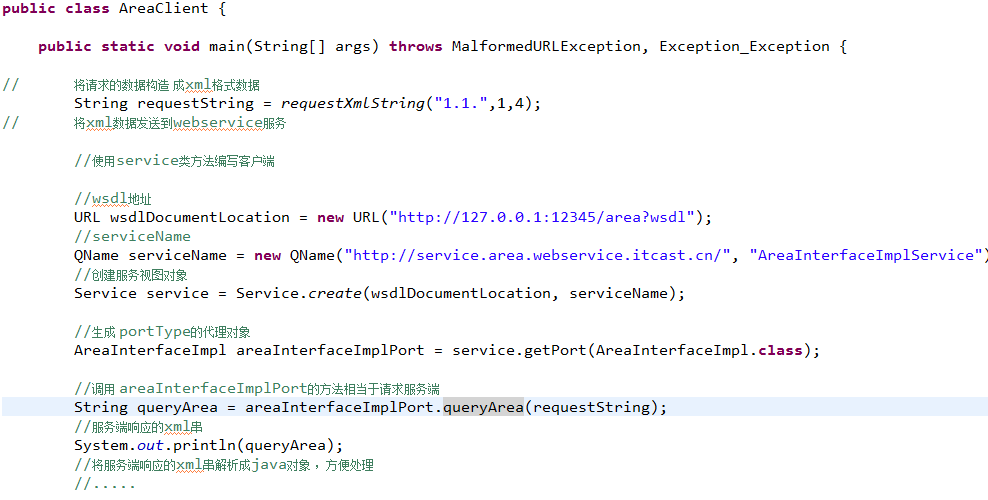 public class AreaClient {
public static void main(String[] args) throws MalformedURLException, Exception_Exception {
// 将请求的数据构造 成xml格式数据
String requestString = requestXmlString("1.1.",1,4);
// 将xml数据发送到webservice服务
//使用service类方法编写客户端
//wsdl地址
URL wsdlDocumentLocation = new URL("http://127.0.0.1:12345/area?wsdl");
//serviceName
QName serviceName = new QName("http://service.area.webservice.itcast.cn/", "AreaInterfaceImplService")
//创建服务视图对象
Service service = Service.create(wsdlDocumentLocation, serviceName);
//生成 portType的代理对象
AreaInterfaceImpl areaInterfaceImplPort = service.getPort(AreaInterfaceImpl.class);
//调用 areaInterfaceImplPort的方法相当于请求服务端
String queryArea = areaInterfaceImplPort.queryArea(requestString);
//服务端响应的xml串
System.out.println(queryArea);
//将服务端响应的xml串解析成java对象，方便处理
//.....